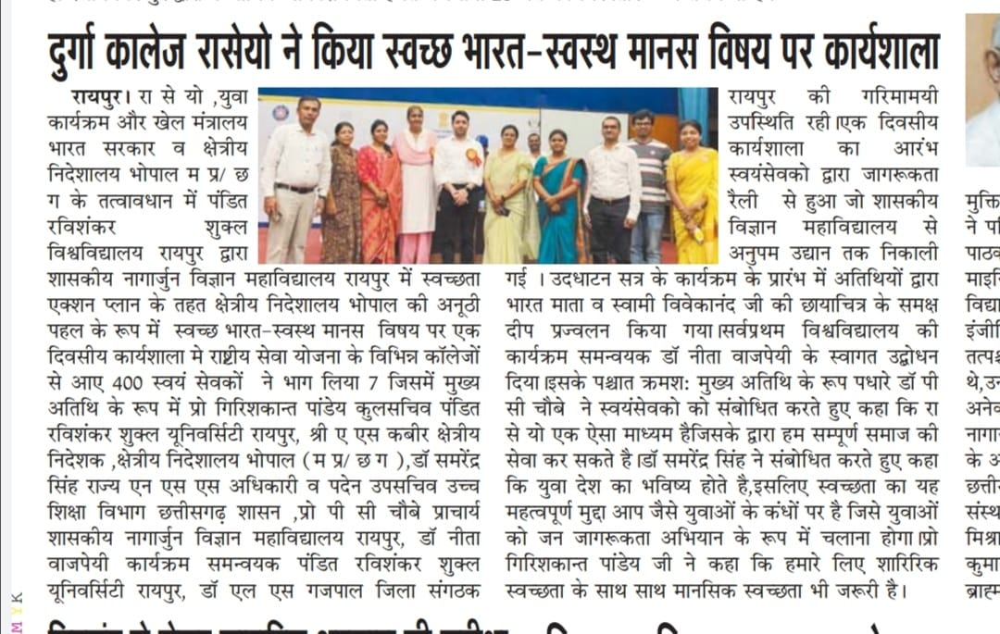 दुर्गा कालेज रासेयो ने किया स्वच्छ भारत-स्वस्थ मानस विषय पर कार्यशाला
रायपुर। रा से यो ,युवा
कार्यक्रम और खेल मंत्रालय
भारत सरकार व क्षेत्रीय
निदेशालय भोपाल म प्र/ छ
ग के तत्वावधान में पंडित
रविशंकर शुक्ल
विश्वविद्यालय रायपुर द्वारा
शासकीय नागार्जुन विज्ञान महाविद्यालय रायपुर में स्वच्छता
एक्शन प्लान के तहत क्षेत्रीय निदेशालय भोपाल की अनूठी
पहल के रूप में स्वच्छ भारत-स्वस्थ मानस विषय पर एक
दिवसीय कार्यशाला मे राष्ट्रीय सेवा योजना के विभिन्न कॉलेजों
से आए 400 स्वयं सेवकों ने भाग लिया 7 जिसमें मुख्य
अतिथि के रूप में प्रो गिरिशकान्त पांडेय कुलसचिव पंडित
रविशंकर शुक्ल यूनिवर्सिटी रायपुर, श्री ए एस कबीर क्षेत्रीय
निदेशक ,क्षेत्रीय निदेशालय भोपाल (म प्र/ छ ग ),डॉ समरेंद्र
सिंह राज्य एन एस एस अधिकारी व पदेन उपसचिव उच्च
शिक्षा विभाग छत्तीसगढ़ शासन ,प्रो पी सी चौबे प्राचार्य
शासकीय नागार्जुन विज्ञान महाविद्यालय रायपुर, डॉ नीता
वाजपेयी कार्यक्रम समन्वयक पंडित रविशंकर शुक्ल
यूनिवर्सिटी रायपुर, डॉ एल एस गजपाल जिला संगठक
रायपुर की गरिमामयी
उपस्थिति रही।एक दिवसीय
कार्यशाला का आरंभ
स्वयंसेवको द्वारा जागरूकता
रैली से हुआ जो शासकीय
विज्ञान महाविद्यालय से
अनुपम उद्यान तक निकाली
गई । उदधाटन सत्र के कार्यक्रम के प्रारंभ में अतिथियों द्वारा
भारत माता व स्वामी विवेकानंद जी की छायाचित्र के समक्ष
दीप प्रज्वलन किया गया।सर्वप्रथम विश्वविद्यालय की
कार्यक्रम समन्वयक डॉ नीता वाजपेयी के स्वागत उद्बोधन
दिया।इसके पश्चात क्रमश: मुख्य अतिथि के रूप पधारे डॉ पी
सी चौबे ने स्वयंसेवको को संबोधित करते हुए कहा कि रा
से यो एक ऐसा माध्यम हैजिसके द्वारा हम सम्पूर्ण समाज की
सेवा कर सकते है।डॉ समरेंद्र सिंह ने संबोधित करते हुए कहा
कि युवा देश का भविष्य होते है,इसलिए स्वच्छता का यह
महत्वपूर्ण मुद्दा आप जैसे युवाओं के कंधों पर है जिसे युवाओं
को जन जागरूकता अभियान के रूप में चलाना होगा।प्रो
गिरिशकान्त पांडेय जी ने कहा कि हमारे लिए शारिरिक
स्वच्छता के साथ साथ मानसिक स्वच्छता भी जरूरी है।
ने
थे,
के
M Y K